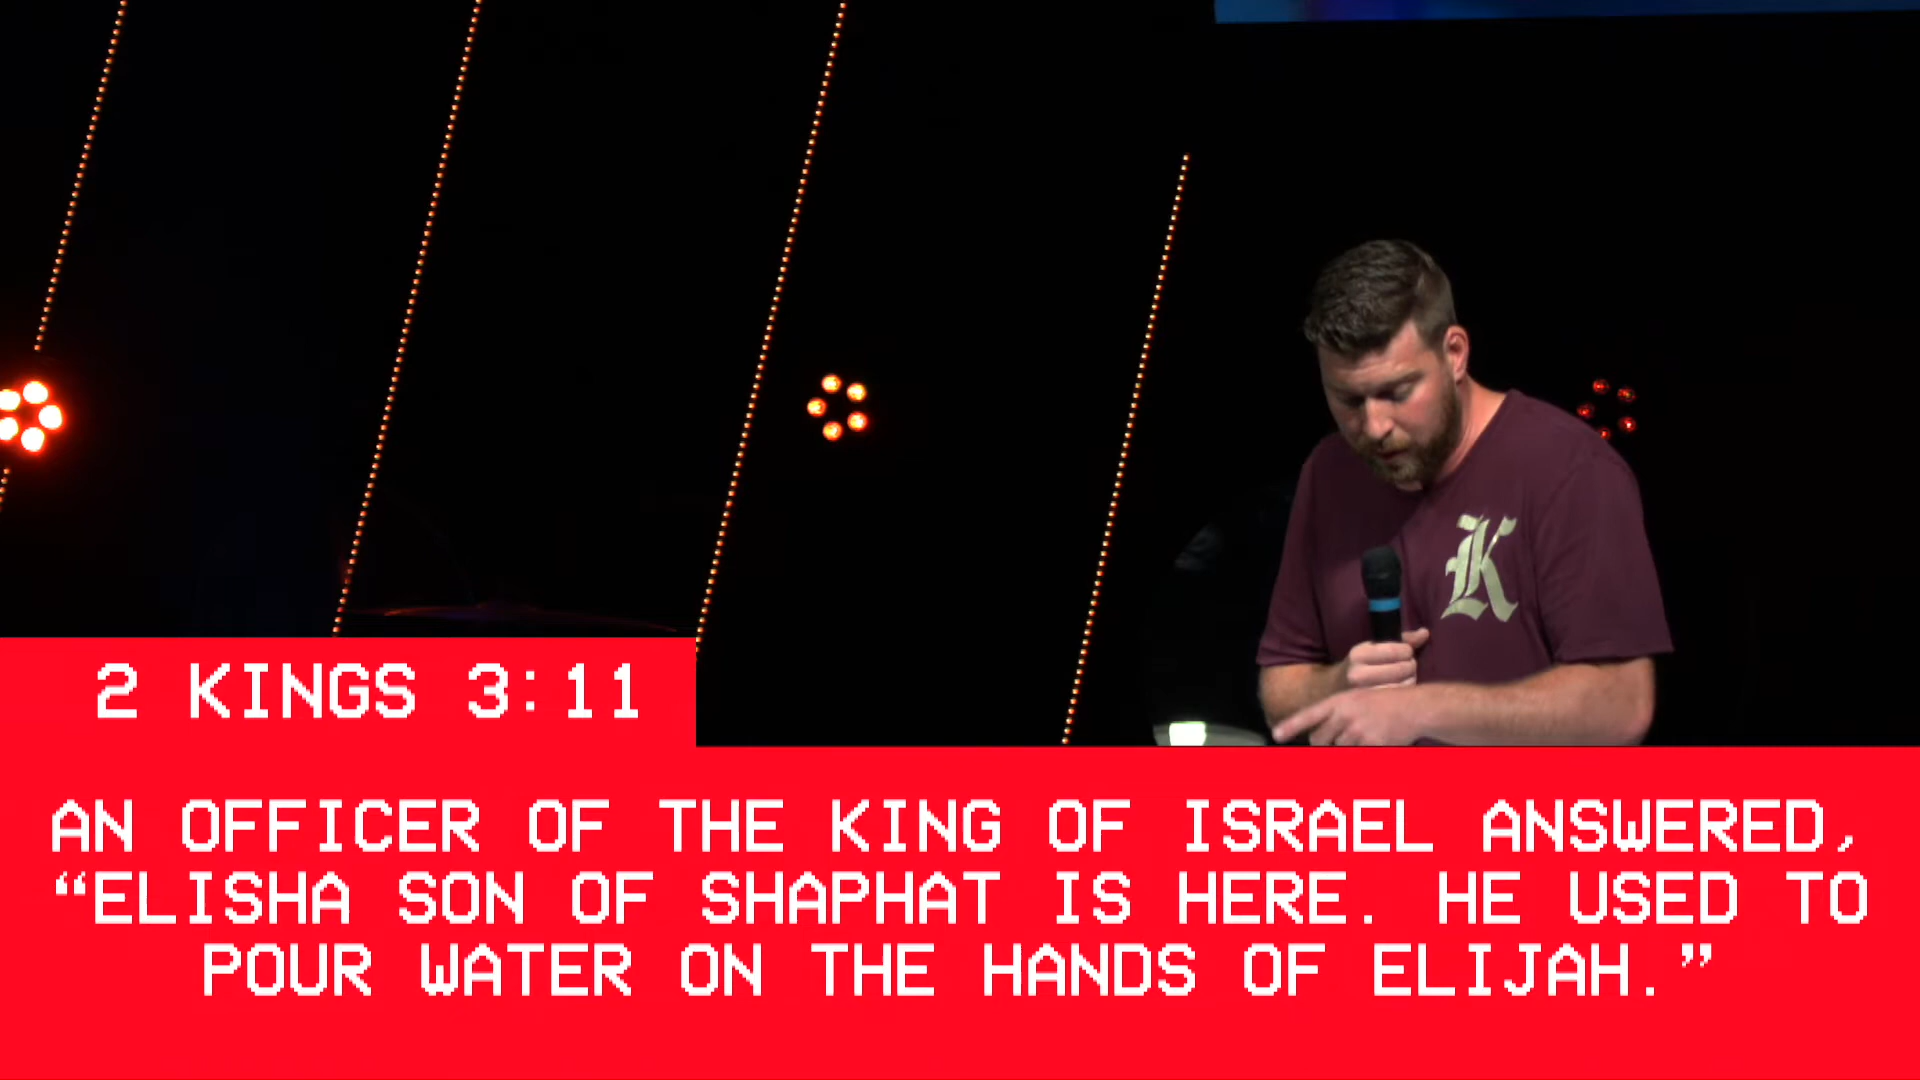 K
2 KINGS 3:11
AN OFFICER OF THE KING OF ISRAEL ANSWERED,
“ELISHA SON OF SHAPHAT IS HERE. HE USED TO
POUR WATER ON THE HANDS OF ELIJAH.”